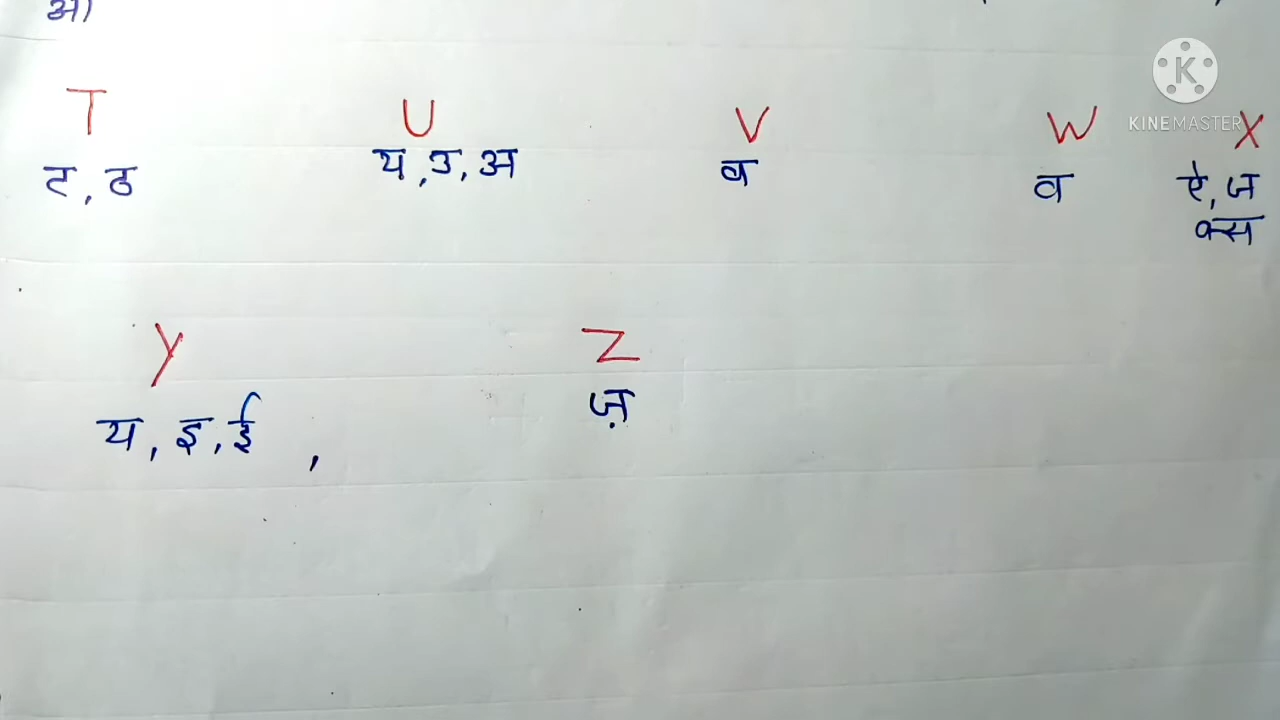 T U V W X
ट, ठ य, उ, अ व व ऐ, ज
क्स
Y Z
य, इ, ई , ज़
KINEMASTER